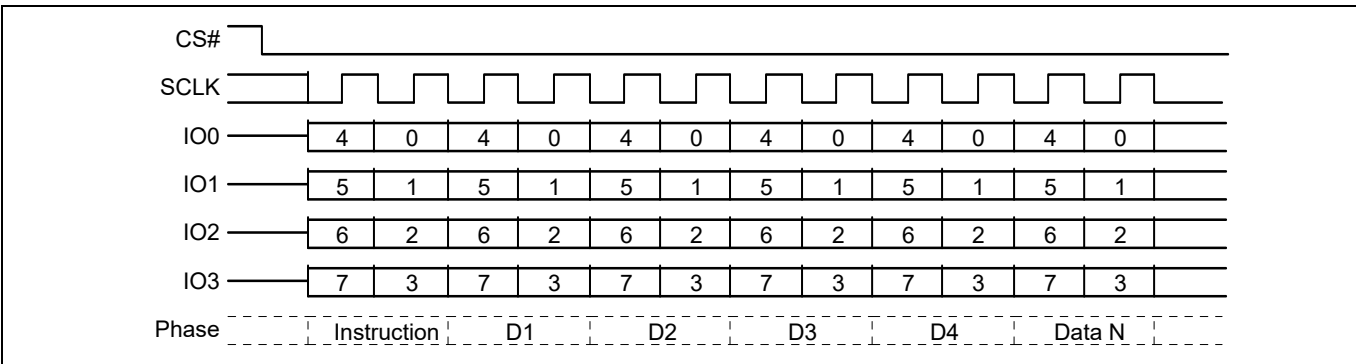 CS#
SCLK
IO0 4 0 4 0 4 0 4 0 4 0 4 0
IO1 5 1 5 1 5 1 5 1 5 1 5 1
IO2 6 2 6 2 6 2 6 2 6 2 6 2
IO3 7 3 7 3 7 3 7 3 7 3 7 3
Phase Instruction D1 D2 D3 D4 Data N